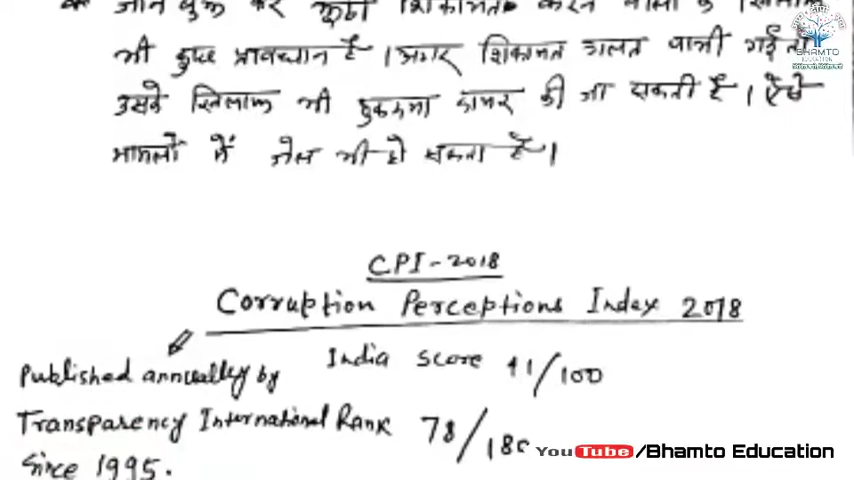 के जान बूझ कर झूठी शिकायत करने वालों के खिलाफ
भी कुछ प्रावधान है। अगर शिकायत गलत पायी गई तो
उसके खिलाफ भी मुकदमा दायर की जा सकती है। ऐसे
मामलों में जेल भी हो सकता है।
CPI-2018
Corruption Perceptions Index 2018
India Score 41/100
Published annually by
Transparency International Rank 78/180
Since 1995.
BHAMTO
EDUCATION
YouTube/Bhamto Education